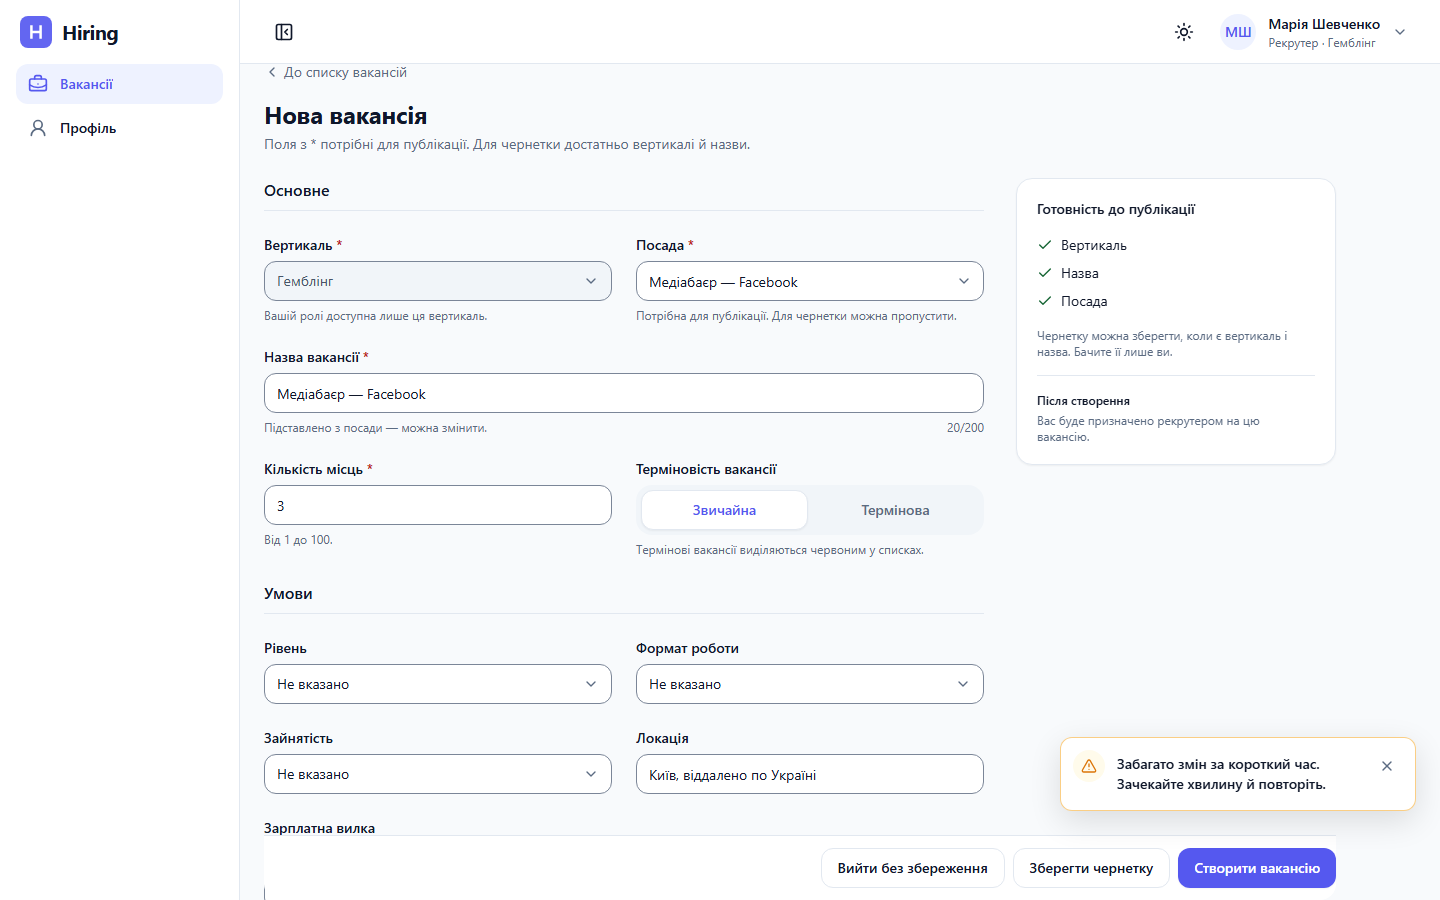 H Hiring
Вакансії
Профіль
МШ
Марія Шевченко
Рекрутер · Гемблінг
До списку вакансій
Нова вакансія
Поля з * потрібні для публікації. Для чернетки достатньо вертикалі й назви.
Основне
Вертикаль *
Гемблінг
Вашій ролі доступна лише ця вертикаль.
Посада *
Медіабаєр — Facebook
Потрібна для публікації. Для чернетки можна пропустити.
Назва вакансії *
Медіабаєр — Facebook
Підставлено з посади — можна змінити.
20/200
Кількість місць *
3
Від 1 до 100.
Терміновість вакансії
Звичайна
Термінова
Термінові вакансії виділяються червоним у списках.
Умови
Рівень
Не вказано
Формат роботи
Не вказано
Зайнятість
Не вказано
Локація
Київ, віддалено по Україні
Зарплатна вилка
Готовність до публікації
Вертикаль
Назва
Посада
Чернетку можна зберегти, коли є вертикаль і
назва. Бачите її лише ви.
Після створення
Вас буде призначено рекрутером на цю
вакансію.
Забагато змін за короткий час.
Зачекайте хвилину й повторіть.
Вийти без збереження
Зберегти чернетку
Створити вакансію